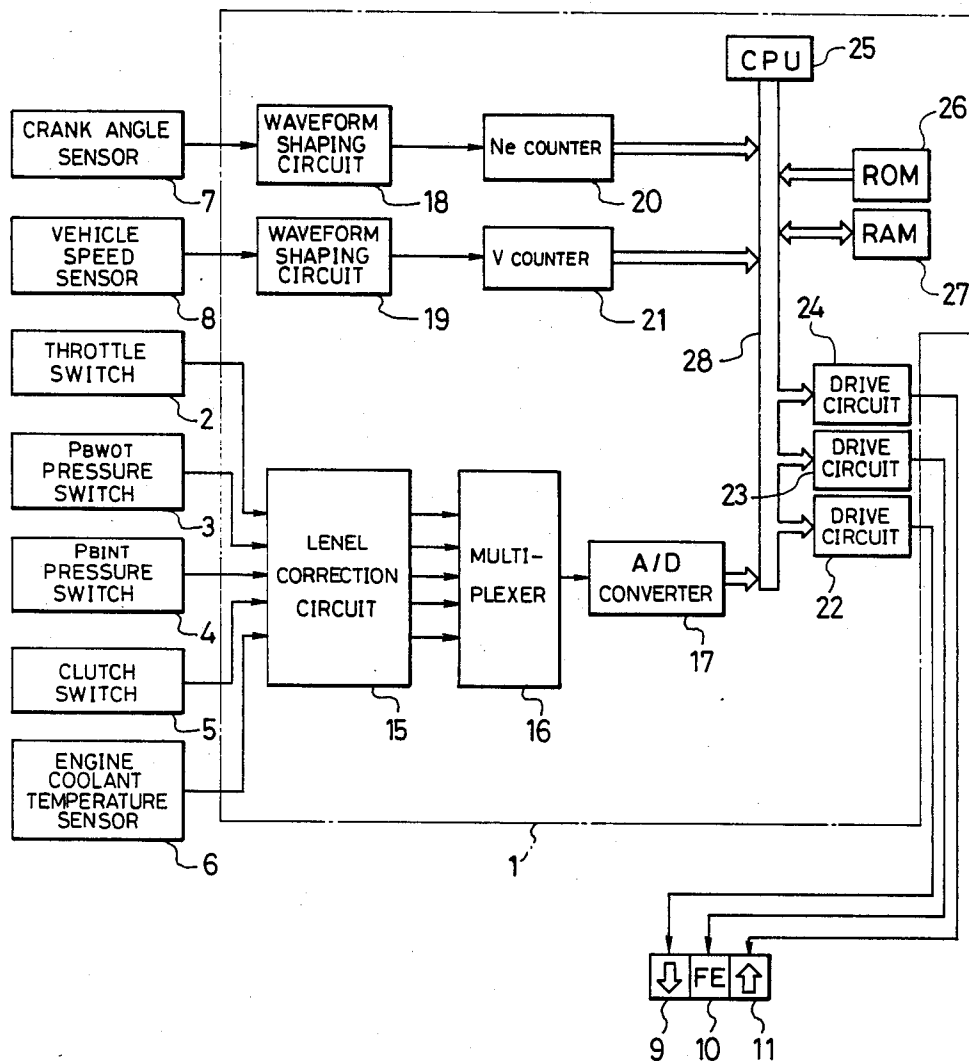 CPU
25
CRANK ANGLE
SENSOR
7
WAVEFORM
SHAPING
CIRCUIT
18
Ne COUNTER
20
26
ROM
RAM
27
VEHICLE
SPEED
SENSOR
8
WAVEFORM
SHAPING
CIRCUIT
19
V COUNTER
21
28
24
DRIVE
CIRCUIT
DRIVE
CIRCUIT
23
DRIVE
CIRCUIT
22
THROTTLE
SWITCH
2
PBWOT
PRESSURE
SWITCH
3
PBINT
PRESSURE
SWITCH
4
CLUTCH
SWITCH
5
ENGINE
COOLANT
TEMPERATURE
SENSOR
6
LENEL
CORRECTION
CIRCUIT
15
MULTI-
PLEXER
16
A/D
CONVERTER
17
1
FE
9
10
11